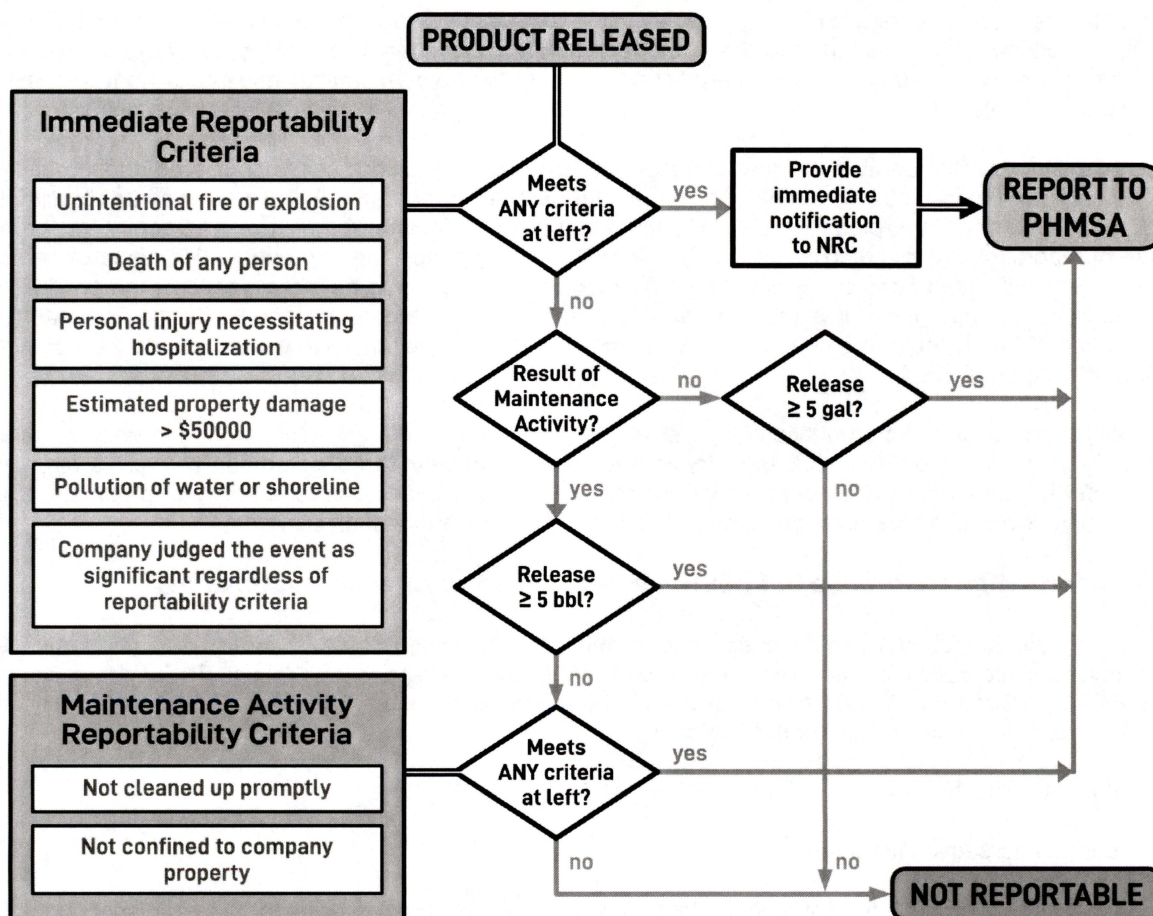 PRODUCT RELEASED
Immediate Reportability
Criteria
Unintentional fire or explosion
Death of any person
Personal injury necessitating
hospitalization
Estimated property damage
> $50000
Pollution of water or shoreline
Company judged the event as
significant regardless of
reportability criteria
Meets
ANY criteria
at left?
yes
Provide
immediate
notification
to NRC
REPORT TO
PHMSA
no
Result of
Maintenance
Activity?
no
Release
≥ 5 gal?
yes
yes
no
Release
≥ 5 bbl?
yes
no
Maintenance Activity
Reportability Criteria
Not cleaned up promptly
Not confined to company
property
Meets
ANY criteria
at left?
yes
no
no
NOT REPORTABLE